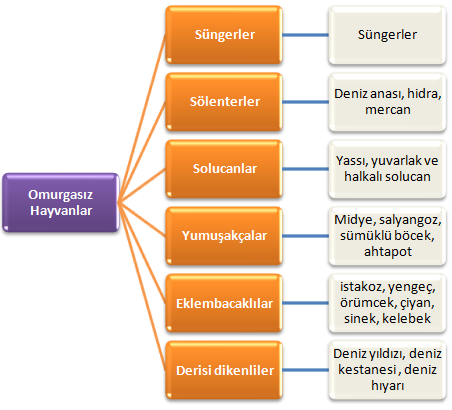 Omurgasız
Hayvanlar
Süngerler
Süngerler
Sölenterler
Deniz anası, hidra,
mercan
Solucanlar
Yassı, yuvarlak ve
halkalı solucan
Yumuşakçalar
Midye, salyangoz,
sümüklü böcek,
ahtapot
Eklembacaklılar
istakoz, yengeç,
örümcek, çiyan,
sinek, kelebek
Derisi dikenliler
Deniz yıldızı, deniz
kestanesi , deniz
hıyarı